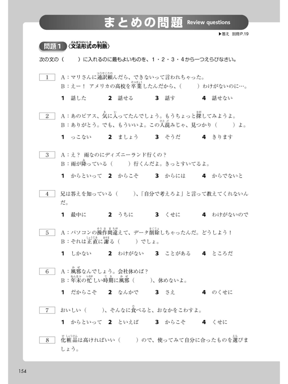 まとめの問題 Review questions
問題1 (文法形式の判断)
次の文の( )に入るのに最もよいものを、1・2・3・4から一つえらびなさい。
1 A:マリさんに通訳頼んだら、できないって言われちゃった。
B:えー! アメリカの高校を卒業したんだから、( )わけがないのに…。
1 話した 2 話せる 3 話す 4 話せない
2 A:あのピアス、気に入ってたんでしょう。もうちょっと探してみようよ。
B:ありがとう。でも、もういいよ。この人混みじゃ、見つかり( )よ。
1 っこない 2 ましょう 3 そうだ 4 きります
3 A:え? 雨なのにディズニーランド行くの?
B:雨が降っている( )行くんだよ。きっとすいてるよ。
1 からといって 2 からこそ 3 からには 4 からでないと
4 兄は答えを知っている( )、「自分で考えろよ」と言って教えてくれないんだ。
1 最中に 2 うちに 3 くせに 4 わけがないので
5 A:パソコンの操作間違えて、データ削除しちゃったんだ。どうしよう!
B:それは正直に謝る( )でしょ。
1 しかない 2 わけがない 3 ことがある 4 ところだ
6 A:風邪なんでしょう。会社休めば?
B:年末の忙しい時期に風邪( )、休めないよ。
1 だからこそ 2 なんかで 3 さえ 4 のくせに
7 おいしい( )、そんなに食べると、おなかをこわすよ。
1 からといって 2 といえば 3 からこそ 4 くせに
8 化粧品は高ければいい( )ので、使ってみて自分に合ったものを選びましょう。
154